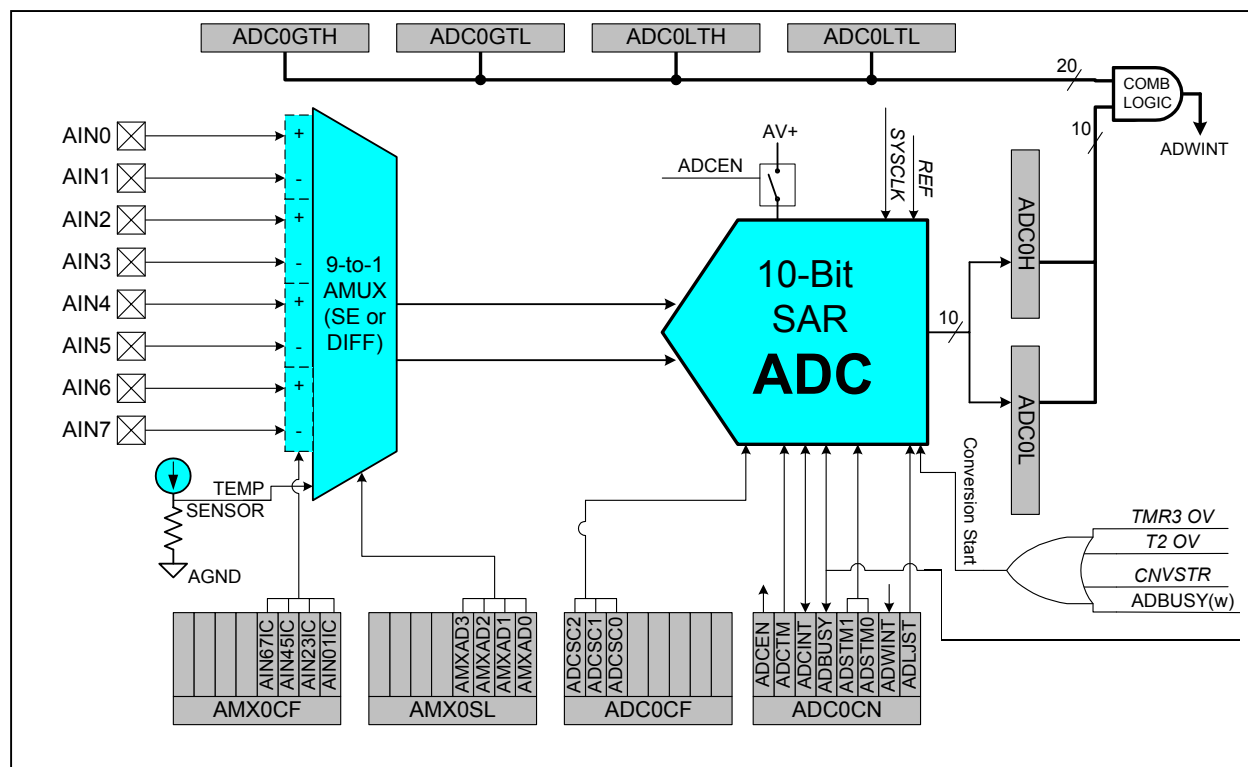 ADC0GTH
ADC0GTL
ADC0LTH
ADC0LTL
20
COMB
LOGIC
10
ADWINT
AIN0
AIN1
AIN2
AIN3
AIN4
AIN5
AIN6
AIN7
+
-
+
-
+
-
+
-
9-to-1
AMUX
(SE or
DIFF)
AV+
ADCEN
SYSCLK
REF
10-Bit
SAR
ADC
10
ADC0H
ADC0L
TEMP
SENSOR
AGND
Conversion Start
TMR3 OV
T2 OV
CNVSTR
ADBUSY(w)
AIN67IC
AIN45IC
AIN23IC
AIN01IC
AMX0CF
AMXAD3
AMXAD2
AMXAD1
AMXAD0
AMX0SL
ADCSC2
ADCSC1
ADCSC0
ADC0CF
ADCEN
ADCTM
ADCINT
ADBUSY
ADSTM1
ADSTM0
ADWINT
ADLJST
ADC0CN